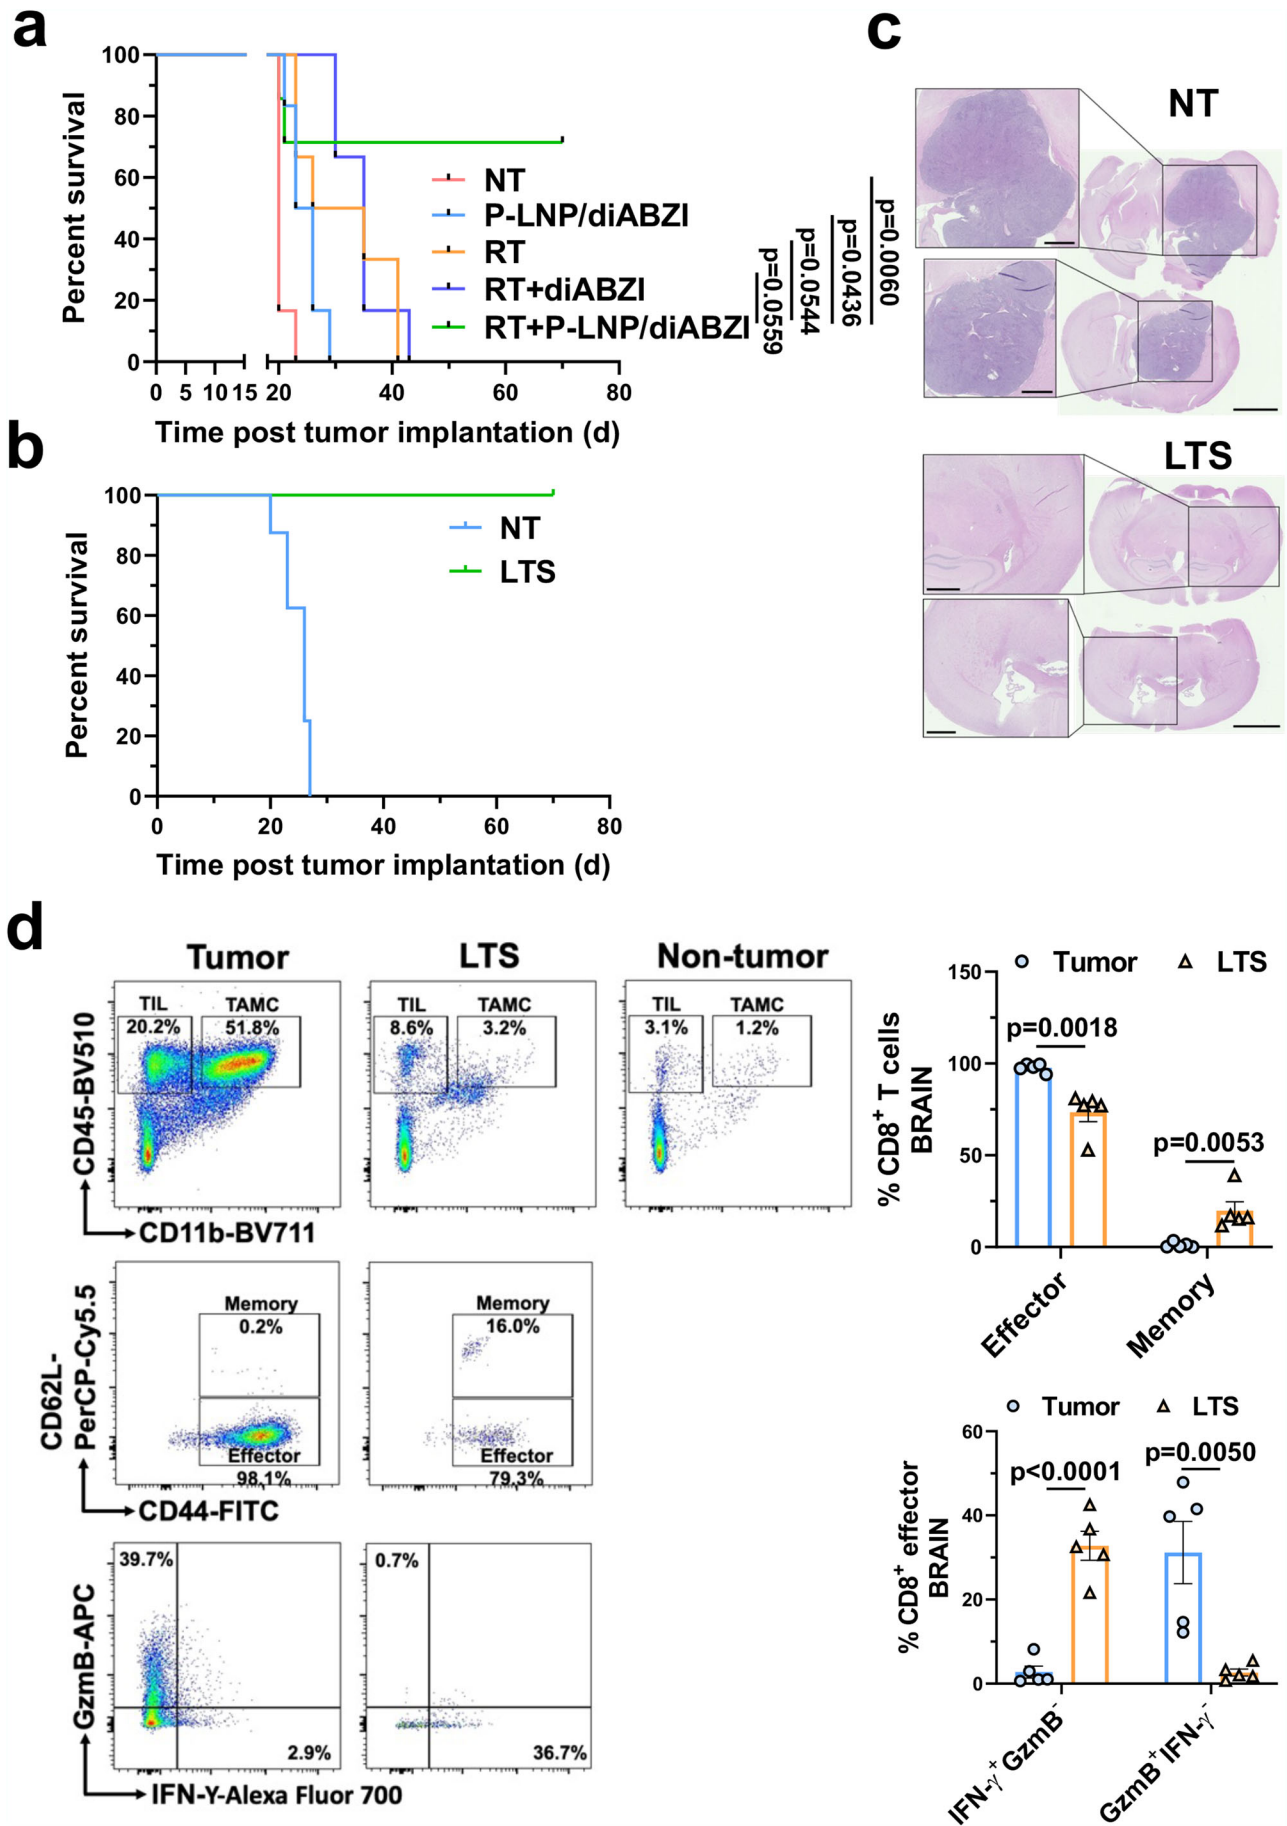 a
100
80
60
40
20
0
Percent survival
0 5 10 15 20 40 60 80
Time post tumor implantation (d)
NT
P-LNP/diABZI
RT
RT+diABZI
RT+P-LNP/diABZI
p=0.0559
p=0.0544
p=0.0436
p=0.0060
b
100
80
60
40
20
0
Percent survival
0 20 40 60 80
Time post tumor implantation (d)
NT
LTS
c
NT
LTS
d
Tumor LTS Non-tumor
TIL TAMC
20.2% 51.8%
TIL TAMC
8.6% 3.2%
TIL TAMC
3.1% 1.2%
CD45-BV510
CD11b-BV711
Memory
0.2%
Effector
98.1%
Memory
16.0%
Effector
79.3%
CD62L-
PerCP-Cy5.5
CD44-FITC
39.7%
2.9%
0.7%
36.7%
GzmB-APC
IFN-Y-Alexa Fluor 700
Tumor LTS
150
100
50
0
% CD8+ T cells
BRAIN
p=0.0018
p=0.0053
Effector
Memory
Tumor LTS
60
40
20
0
% CD8+ effector
BRAIN
p<0.0001
p=0.0050
IFN-γ+GzmB-
GzmB+IFN-γ-